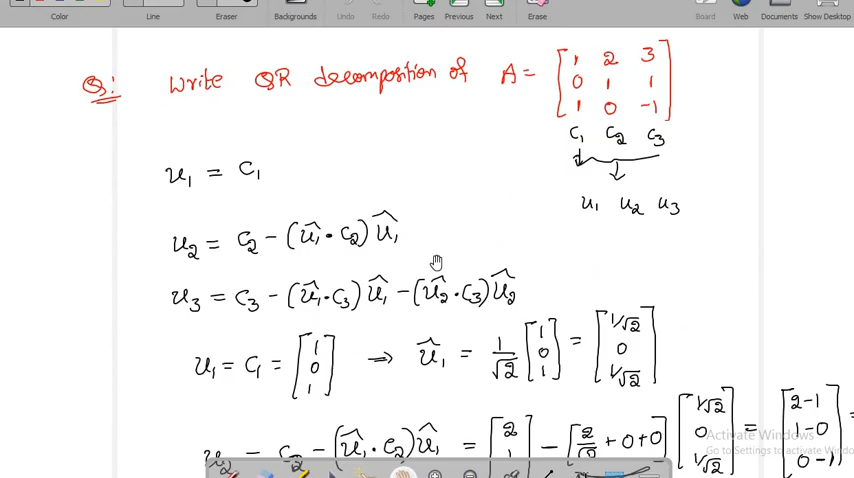 Color Line Eraser Backgrounds Undo Redo Pages Previous Next Erase Board Web Documents Show Desktop
Q: Write QR decomposition of A = [1 2 3
0 1 1
1 0 -1]
C₁ C₂ C₃
u₁ u₂ u₃
u₁ = C₁
u₂ = C₂ - (û₁ • C₂) û₁
u₃ = C₃ - (û₁ • C₃) û₁ - (û₂ • C₃) û₂
u₁ = C₁ = [1 0 1] ⇒ û₁ = 1/√2 [1 0 1] = [1/√2 0 1/√2]
u₂ = C₂ - (û₁ • C₂) û₁ = [2 1 - [2/√2 + 0 + 0] [1/√2 0 1/√2] = [2-1 1-0 0-1] =
Activate Windows
Go to Settings to activate Windows